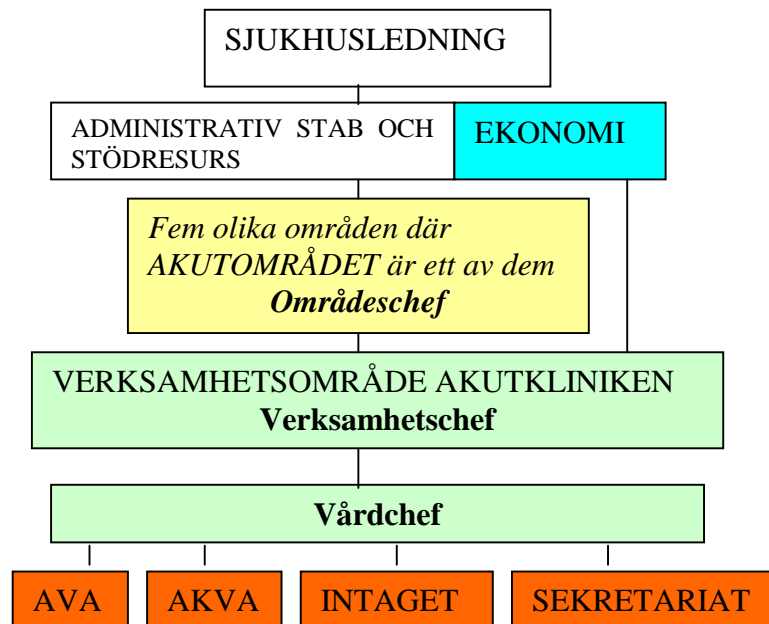 SJUKHUSLEDNING
ADMINISTRATIV STAB OCH
STÖDRESURS
EKONOMI
Fem olika områden där
AKUTOMRÅDET är ett av dem
Områdeschef
VERKSAMHETSOMRÅDE AKUTKLINIKEN
Verksamhetschef
Vårdchef
AVA
AKVA
INTAGET
SEKRETARIAT